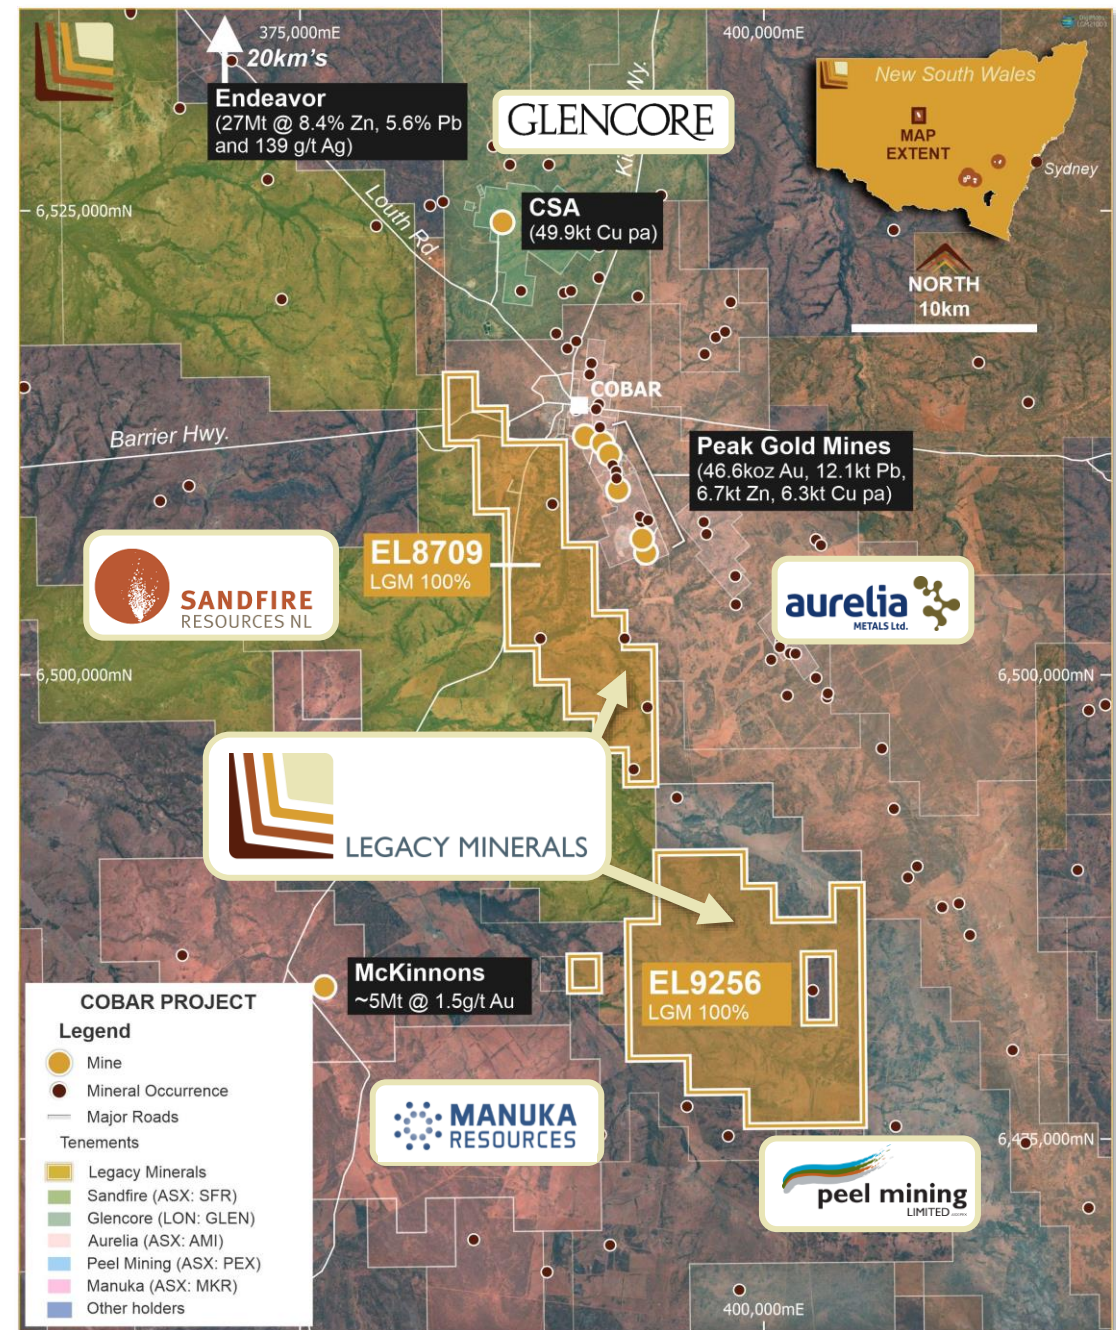 375,000mE
400,000mE
20km's
Endeavor
(27Mt @ 8.4% Zn, 5.6% Pb
and 139 g/t Ag)
GLENCORE
New South Wales
MAP
EXTENT
Sydney
Louth Rd.
CSA
(49.9kt Cu pa)
6,525,000mN
NORTH
10km
COBAR
Barrier Hwy.
Peak Gold Mines
(46.6koz Au, 12.1kt Pb,
6.7kt Zn, 6.3kt Cu pa)
EL8709
LGM 100%
SANDFIRE
RESOURCES NL
aurelia
METALS Ltd.
6,500,000mN
6,500,000mN
LEGACY MINERALS
McKinnons
~5Mt @ 1.5g/t Au
EL9256
LGM 100%
COBAR PROJECT
Legend
Mine
Mineral Occurrence
Major Roads
Tenements
Legacy Minerals
Sandfire (ASX: SFR)
Glencore (LON: GLEN)
Aurelia (ASX: AMI)
Peel Mining (ASX: PEX)
Manuka (ASX: MKR)
Other holders
MANUKA
RESOURCES
6,475,000mN
peel mining
LIMITED
400,000mE